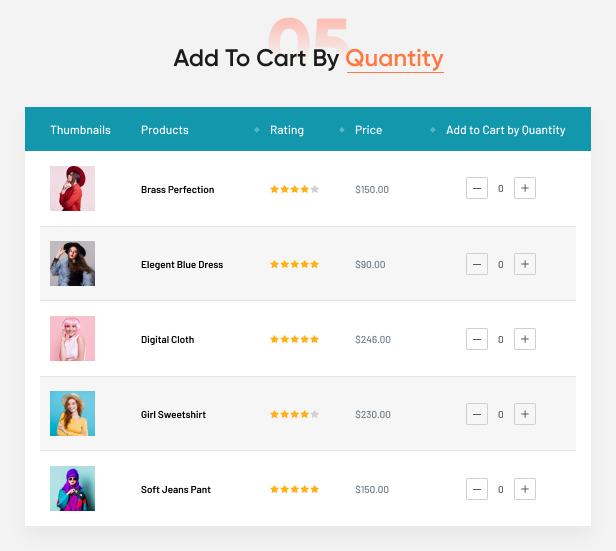 05
Add To Cart By Quantity
Thumbnails Products Rating Price Add to Cart by Quantity
Brass Perfection $150.00 — 0 +
Elegent Blue Dress $90.00 — 0 +
Digital Cloth $246.00 — 0 +
Girl Sweetshirt $230.00 — 0 +
Soft Jeans Pant $150.00 — 0 +